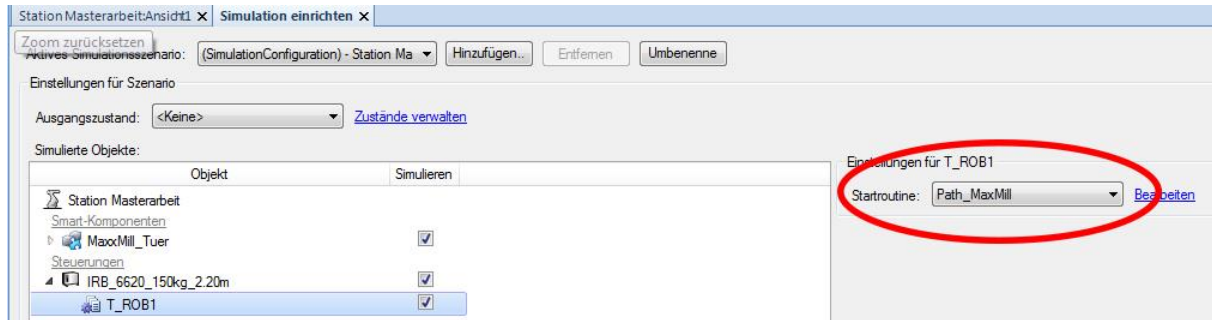 Station Masterarbeit:Ansicht1 X Simulation einrichten X
Zoom zurücksetzen
Aktives Simulationsszenario: (SimulationConfiguration) - Station Ma Hinzufügen.. Entfernen Umbenenne
Einstellungen für Szenario
Ausgangszustand: <Keine> Zustände verwalten
Simulierte Objekte:
Einstellungen für T_ROB1
Objekt Simulieren
Startroutine: Path_MaxMill Bearbeiten
Station Masterarbeit
Smart-Komponenten
MaxxMill_Tuer
Steuerungen
IRB_6620_150kg_2.20m
T_ROB1